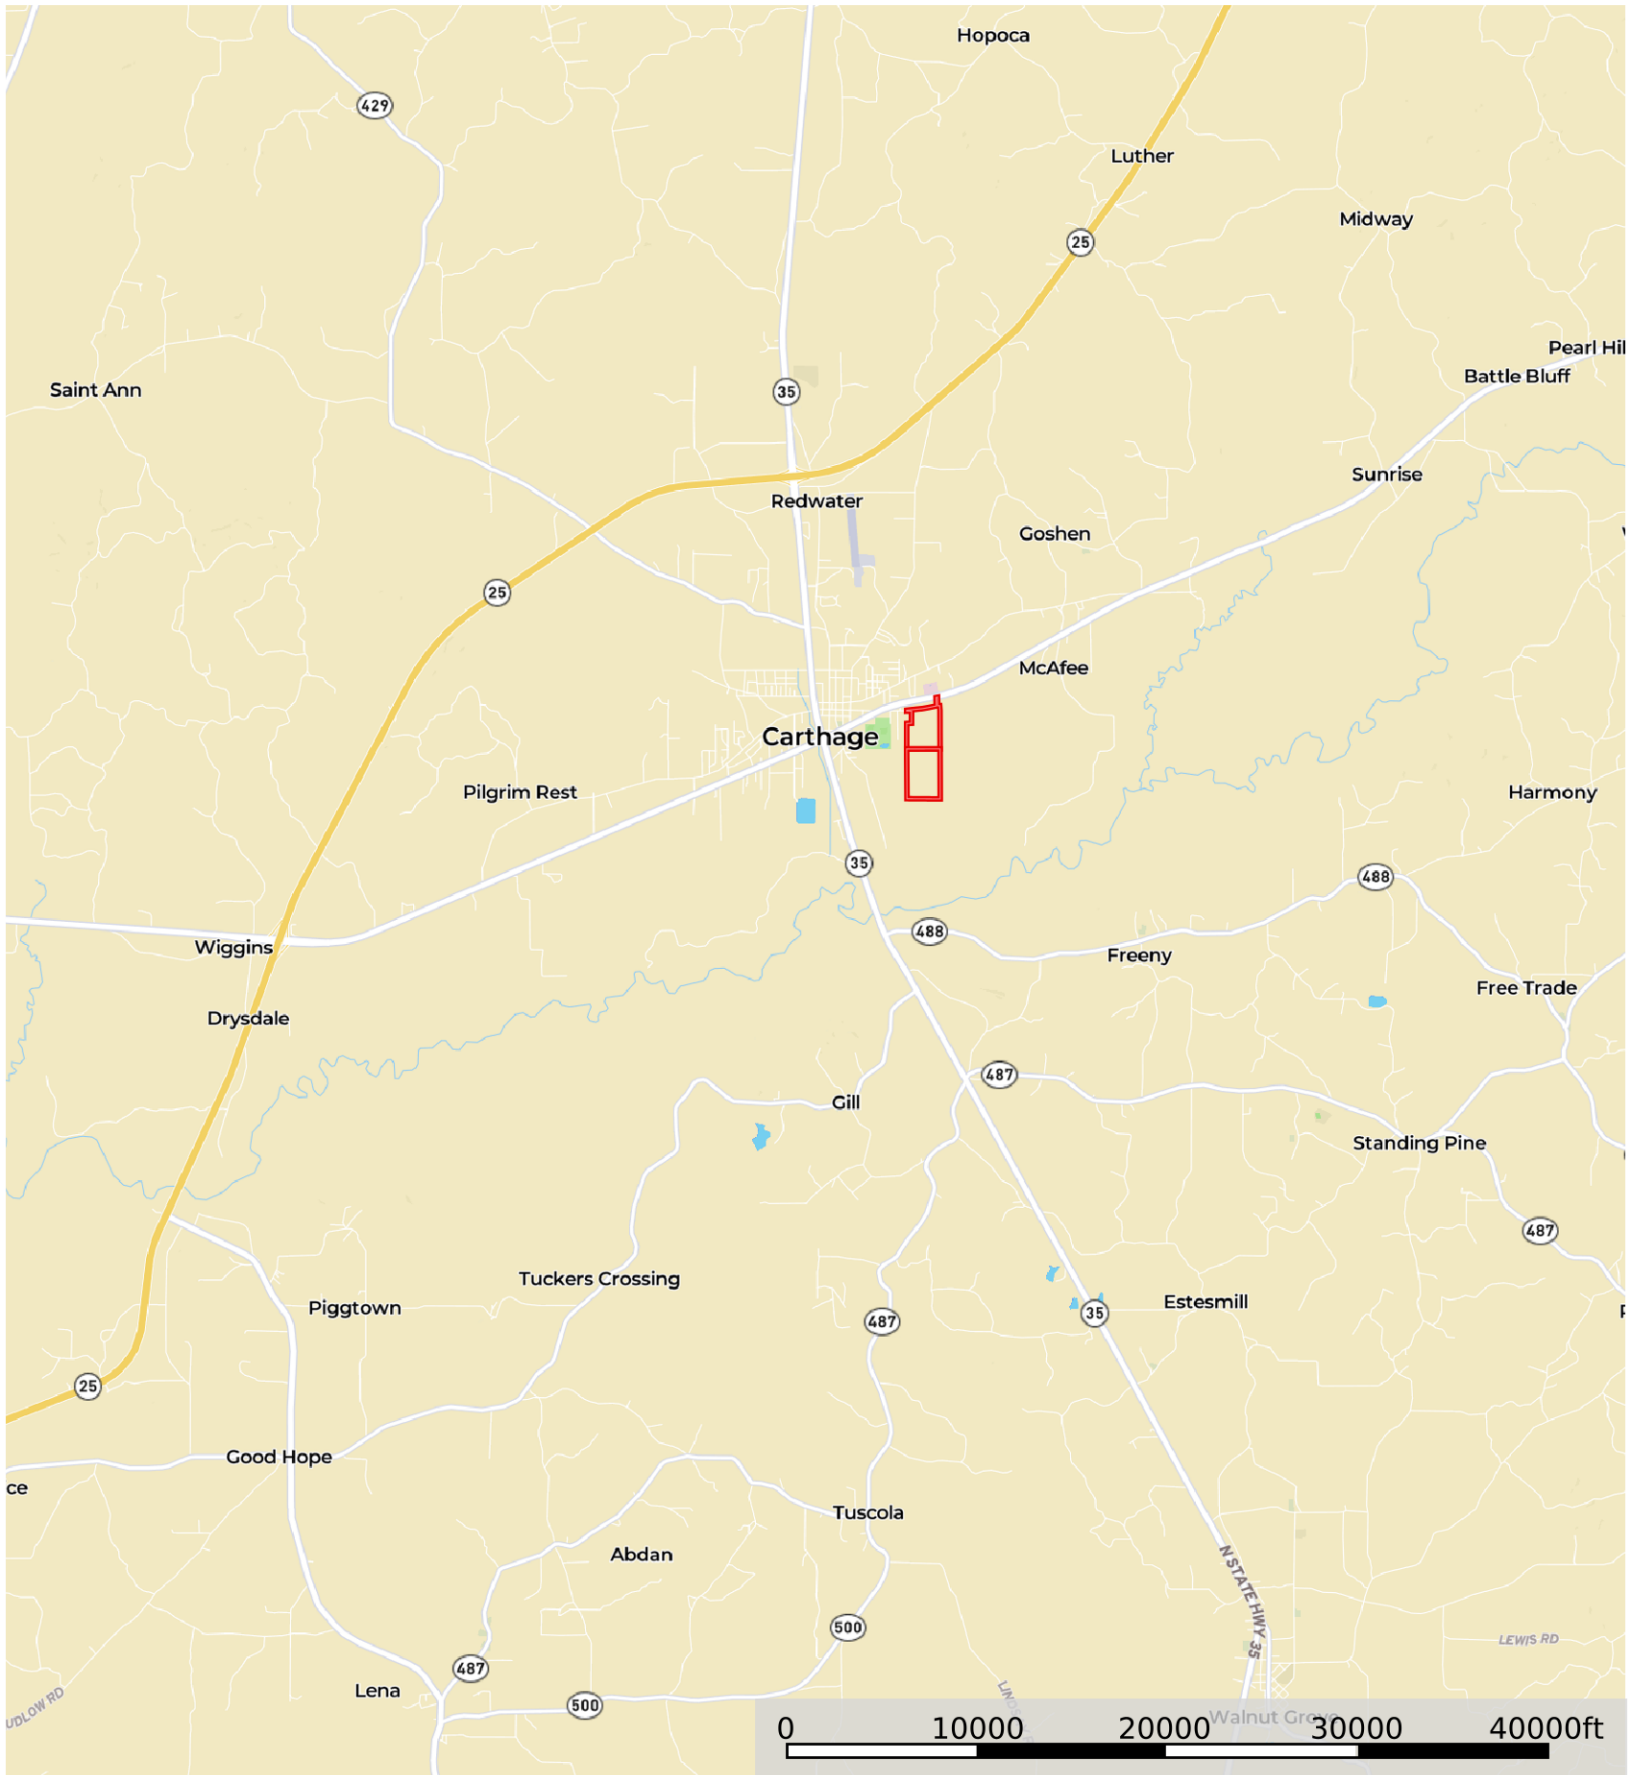 Hopoca
429
Luther
Midway
25
Pearl Hil
Battle Bluff
Saint Ann
35
Sunrise
Redwater
Goshen
25
McAfee
Carthage
Pilgrim Rest
Harmony
35
488
488
Wiggins
Freeny
Free Trade
Drysdale
487
Gill
Standing Pine
487
Tuckers Crossing
Piggtown
Estesmill
35
487
25
Good Hope
ce
Tuscola
Abdan
N STATE HWY 35
500
LEWIS RD
487
Lena
UDLOW RD
500
Walnut Grove
0 10000 20000 30000 40000ft